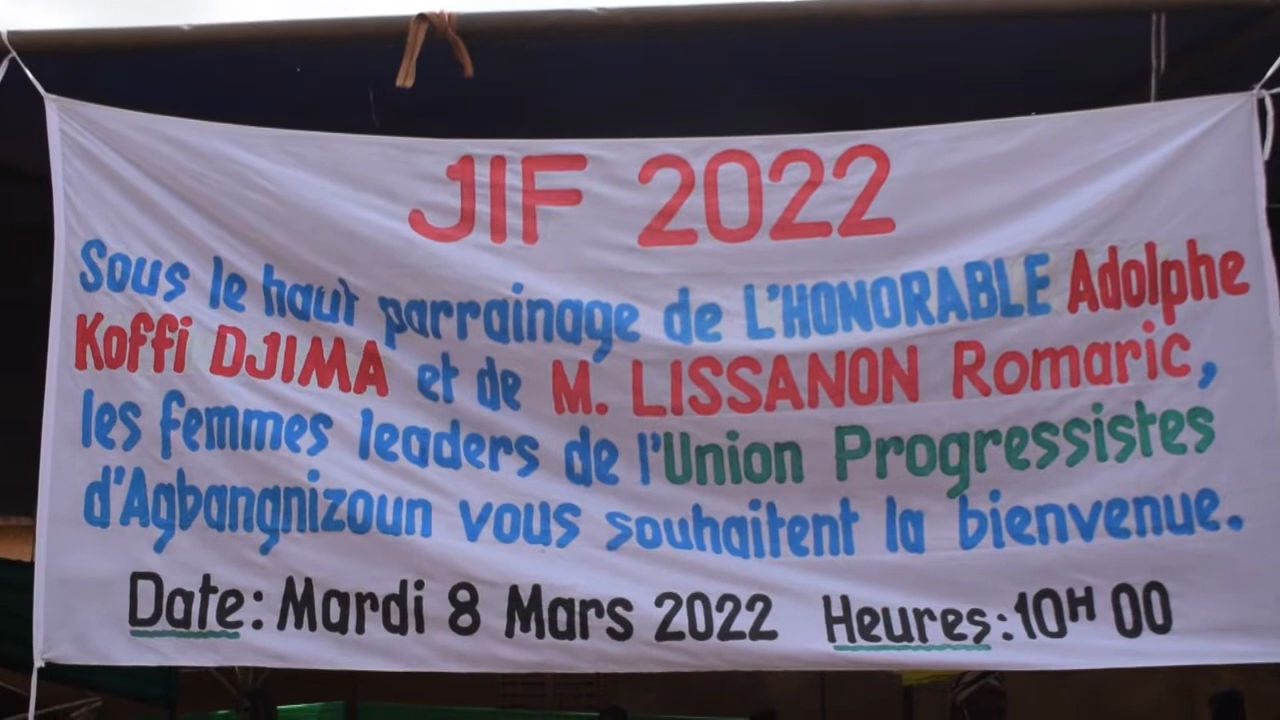 JIF 2022
Sous le haut parrainage de L'HONORABLE Adolphe
Koffi DJIMA et de M. LISSANON Romaric,
les femmes leaders de l'Union Progressistes
d'Agbangnizoun vous souhaitent la bienvenue.
Date: Mardi 8 Mars 2022 Heures: 10H 00